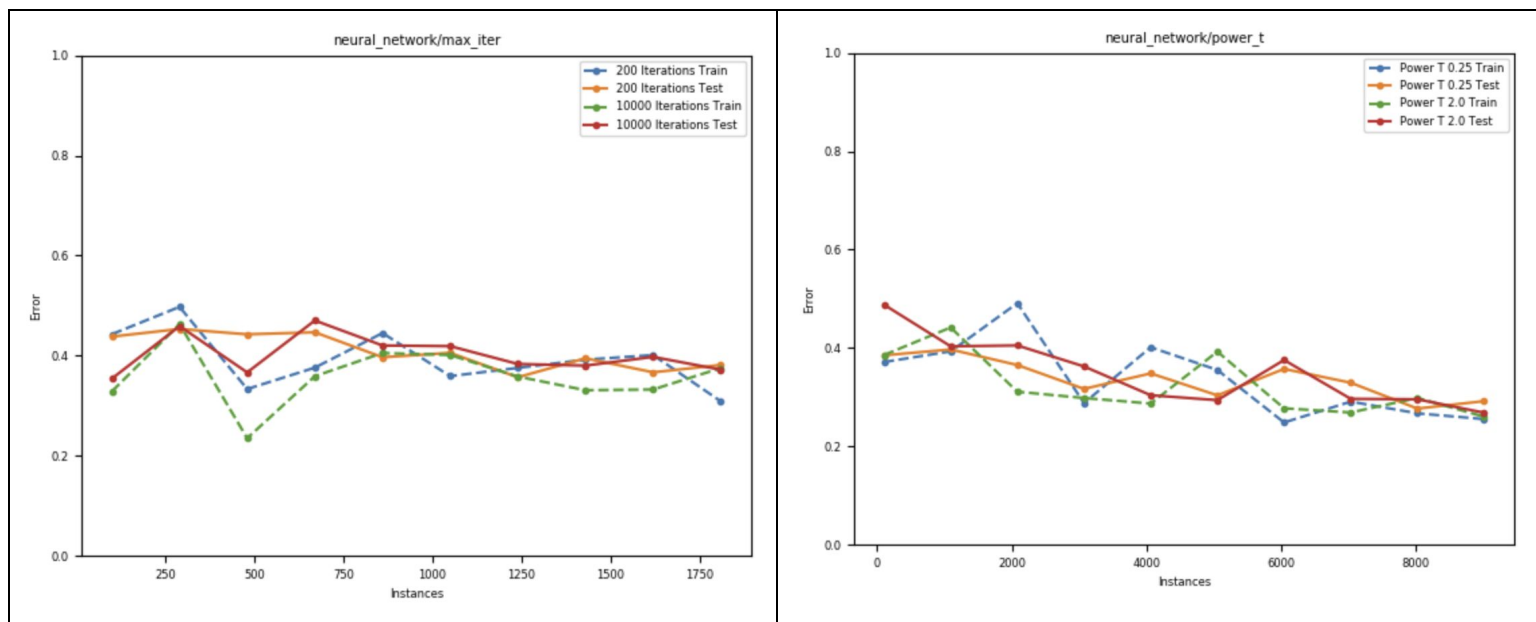 neural_network/max_iter
1.0
0.8
0.6
0.4
0.2
0.0
Error
250
500
750
1000
1250
1500
1750
Instances
200 Iterations Train
200 Iterations Test
10000 Iterations Train
10000 Iterations Test
neural_network/power_t
1.0
0.8
0.6
0.4
0.2
0.0
Error
0
2000
4000
6000
8000
Instances
Power T 0.25 Train
Power T 0.25 Test
Power T 2.0 Train
Power T 2.0 Test